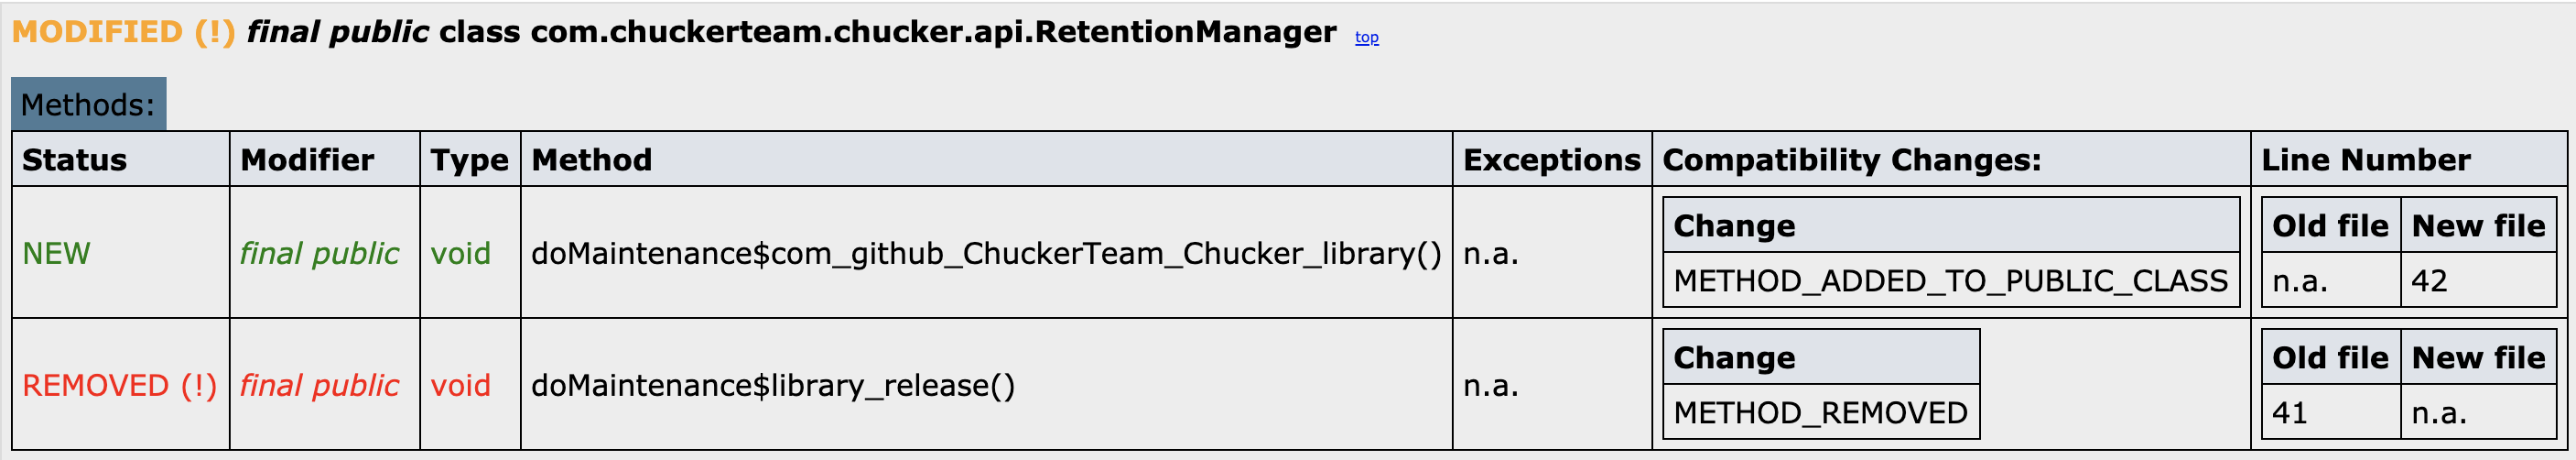 MODIFIED (!) final public class com.chuckerteam.chucker.api.RetentionManager top
Methods:
Status Modifier Type Method Exceptions Compatibility Changes: Line Number
NEW final public void doMaintenance$com_github_ChuckerTeam_Chucker_library() n.a.
Change
METHOD_ADDED_TO_PUBLIC_CLASS
Old file New file
n.a. 42
REMOVED (!) final public void doMaintenance$library_release() n.a.
Change
METHOD_REMOVED
Old file New file
41 n.a.